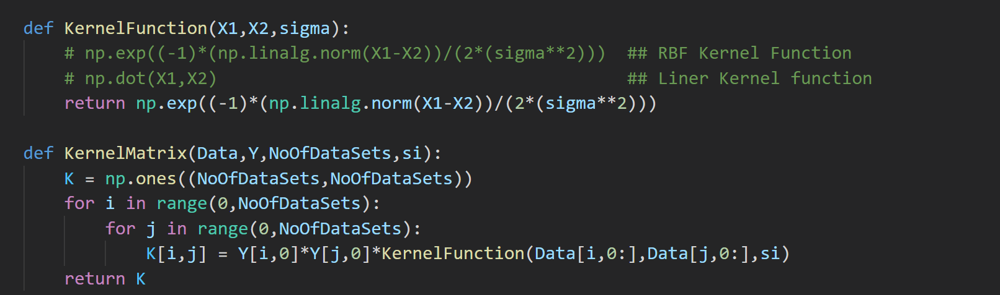 def KernelFunction(X1,X2,sigma):
    # np.exp((-1)*(np.linalg.norm(X1-X2))/(2*(sigma**2)))  ## RBF Kernel Function
    # np.dot(X1,X2)                                        ## Liner Kernel function
    return np.exp((-1)*(np.linalg.norm(X1-X2))/(2*(sigma**2)))
def KernelMatrix(Data,Y,NoOfDataSets,si):
    K = np.ones((NoOfDataSets,NoOfDataSets))
    for i in range(0,NoOfDataSets):
        for j in range(0,NoOfDataSets):
            K[i,j] = Y[i,0]*Y[j,0]*KernelFunction(Data[i,0:],Data[j,0:],si)
    return K